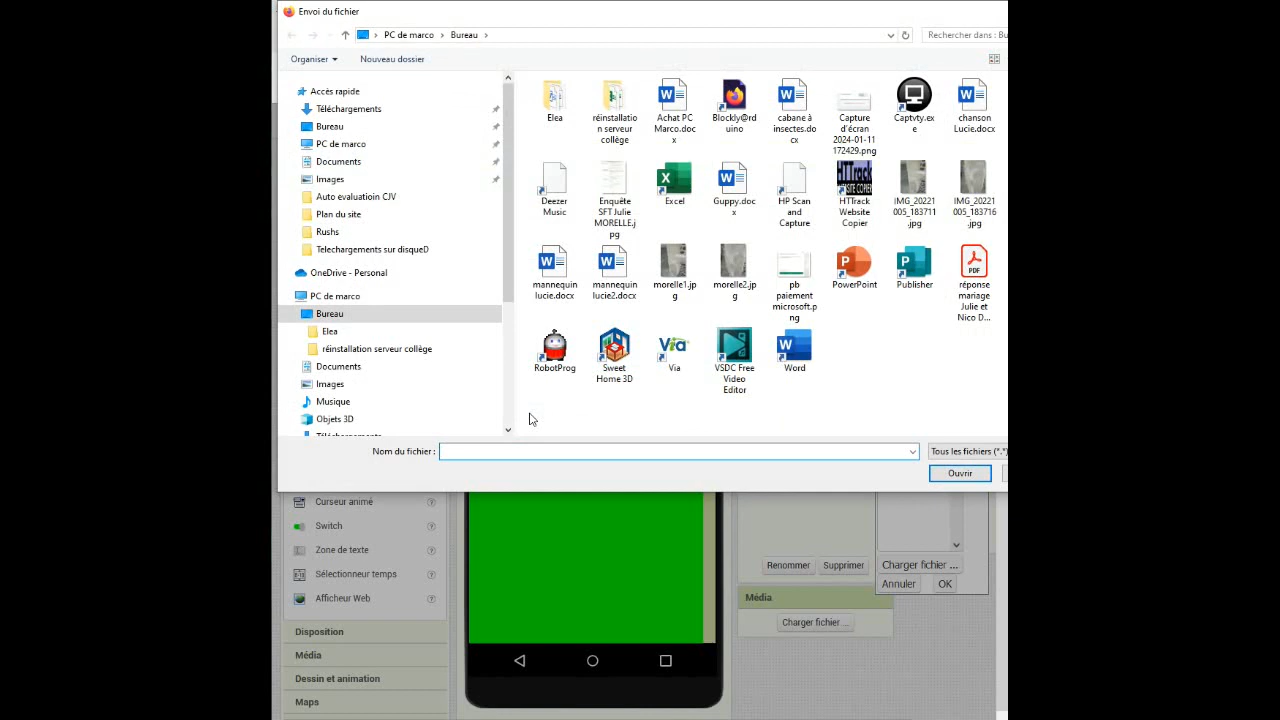 Envoi du fichier
PC de marco
Bureau
Rechercher dans : Bu
Organiser
Nouveau dossier
Accès rapide
Téléchargements
Bureau
PC de marco
Documents
Images
Auto evaluatioin CJV
Plan du site
Rushs
Telechargements sur disqueD
OneDrive - Personal
PC de marco
Bureau
Elea
réinstallation serveur collège
Documents
Images
Musique
Objets 3D
Téléchargements
Elea
réinstallatio
n serveur
collège
Achat PC
Marco.doc
x
Blockly@rd
uino
cabane à
insectes.do
cx
Capture
d'écran
2024-01-11
172429.png
Captvty.ex
e
chanson
Lucie.docx
Deezer
Music
Enquête
SFT Julie
MORELLE.j
pg
Excel
Guppy.doc
x
HP Scan
and
Capture
HTTrack
Website
Copier
IMG_20221
005_183711
.jpg
IMG_20221
005_183716
.jpg
mannequin
lucie.docx
mannequin
lucie2.docx
morelle1.jp
g
morelle2.jp
g
pb
paiement
microsoft.p
ng
PowerPoint
Publisher
réponse
mariage
Julie et
Nico D...
RobotProg
Sweet
Home 3D
Via
VSDC Free
Video
Editor
Word
Nom du fichier :
Tous les fichiers (*.*)
Ouvrir
Curseur animé
Switch
Zone de texte
Sélectionneur temps
Afficheur Web
Disposition
Média
Dessin et animation
Maps
Renommer
Supprimer
Média
Charger fichier ...
Charger fichier ...
Annuler
OK